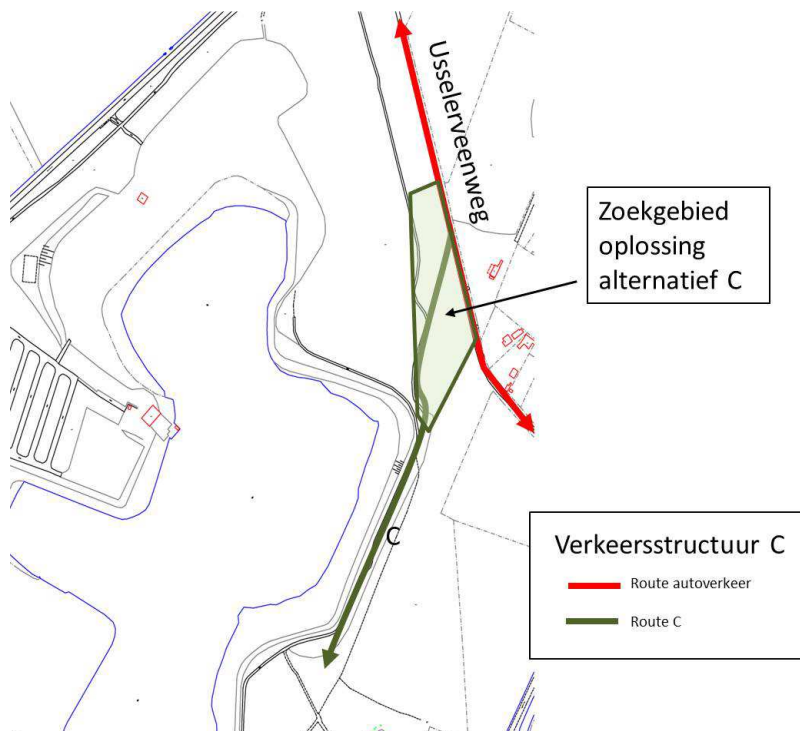 Usselerveenweg
Zoekgebied
oplossing
alternatief C
C
Verkeersstructuur C
Route autoverkeer
Route C